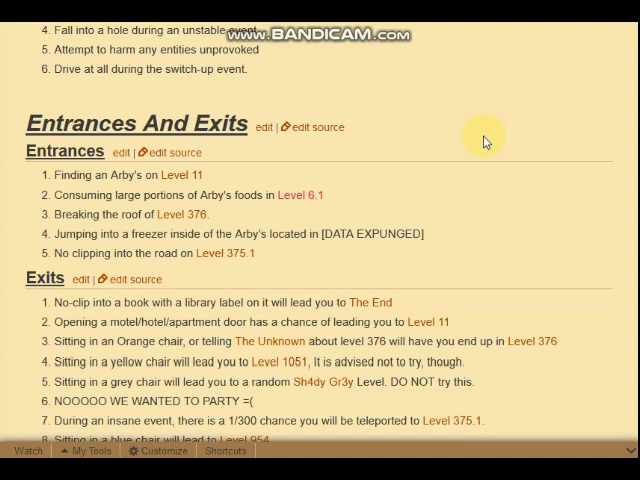 4. Fall into a hole during an unstable event.
www.BANDICAM.com
5. Attempt to harm any entities unprovoked
6. Drive at all during the switch-up event.
Entrances And Exits edit | edit source
Entrances edit | edit source
1. Finding an Arby's on Level 11
2. Consuming large portions of Arby's foods in Level 6.1
3. Breaking the roof of Level 376.
4. Jumping into a freezer inside of the Arby's located in [DATA EXPUNGED]
5. No clipping into the road on Level 375.1
Exits edit | edit source
1. No-clip into a book with a library label on it will lead you to The End
2. Opening a motel/hotel/apartment door has a chance of leading you to Level 11
3. Sitting in an Orange chair, or telling The Unknown about level 376 will have you end up in Level 376
4. Sitting in a yellow chair will lead you to Level 1051, It is advised not to try, though.
5. Sitting in a grey chair will lead you to a random Sh4dy Gr3y Level. DO NOT try this.
6. NOOOOO WE WANTED TO PARTY =(
7. During an insane event, there is a 1/300 chance you will be teleported to Level 375.1.
8. Sitting in a blue chair will lead to Level 954
Watch My Tools Customize Shortcuts